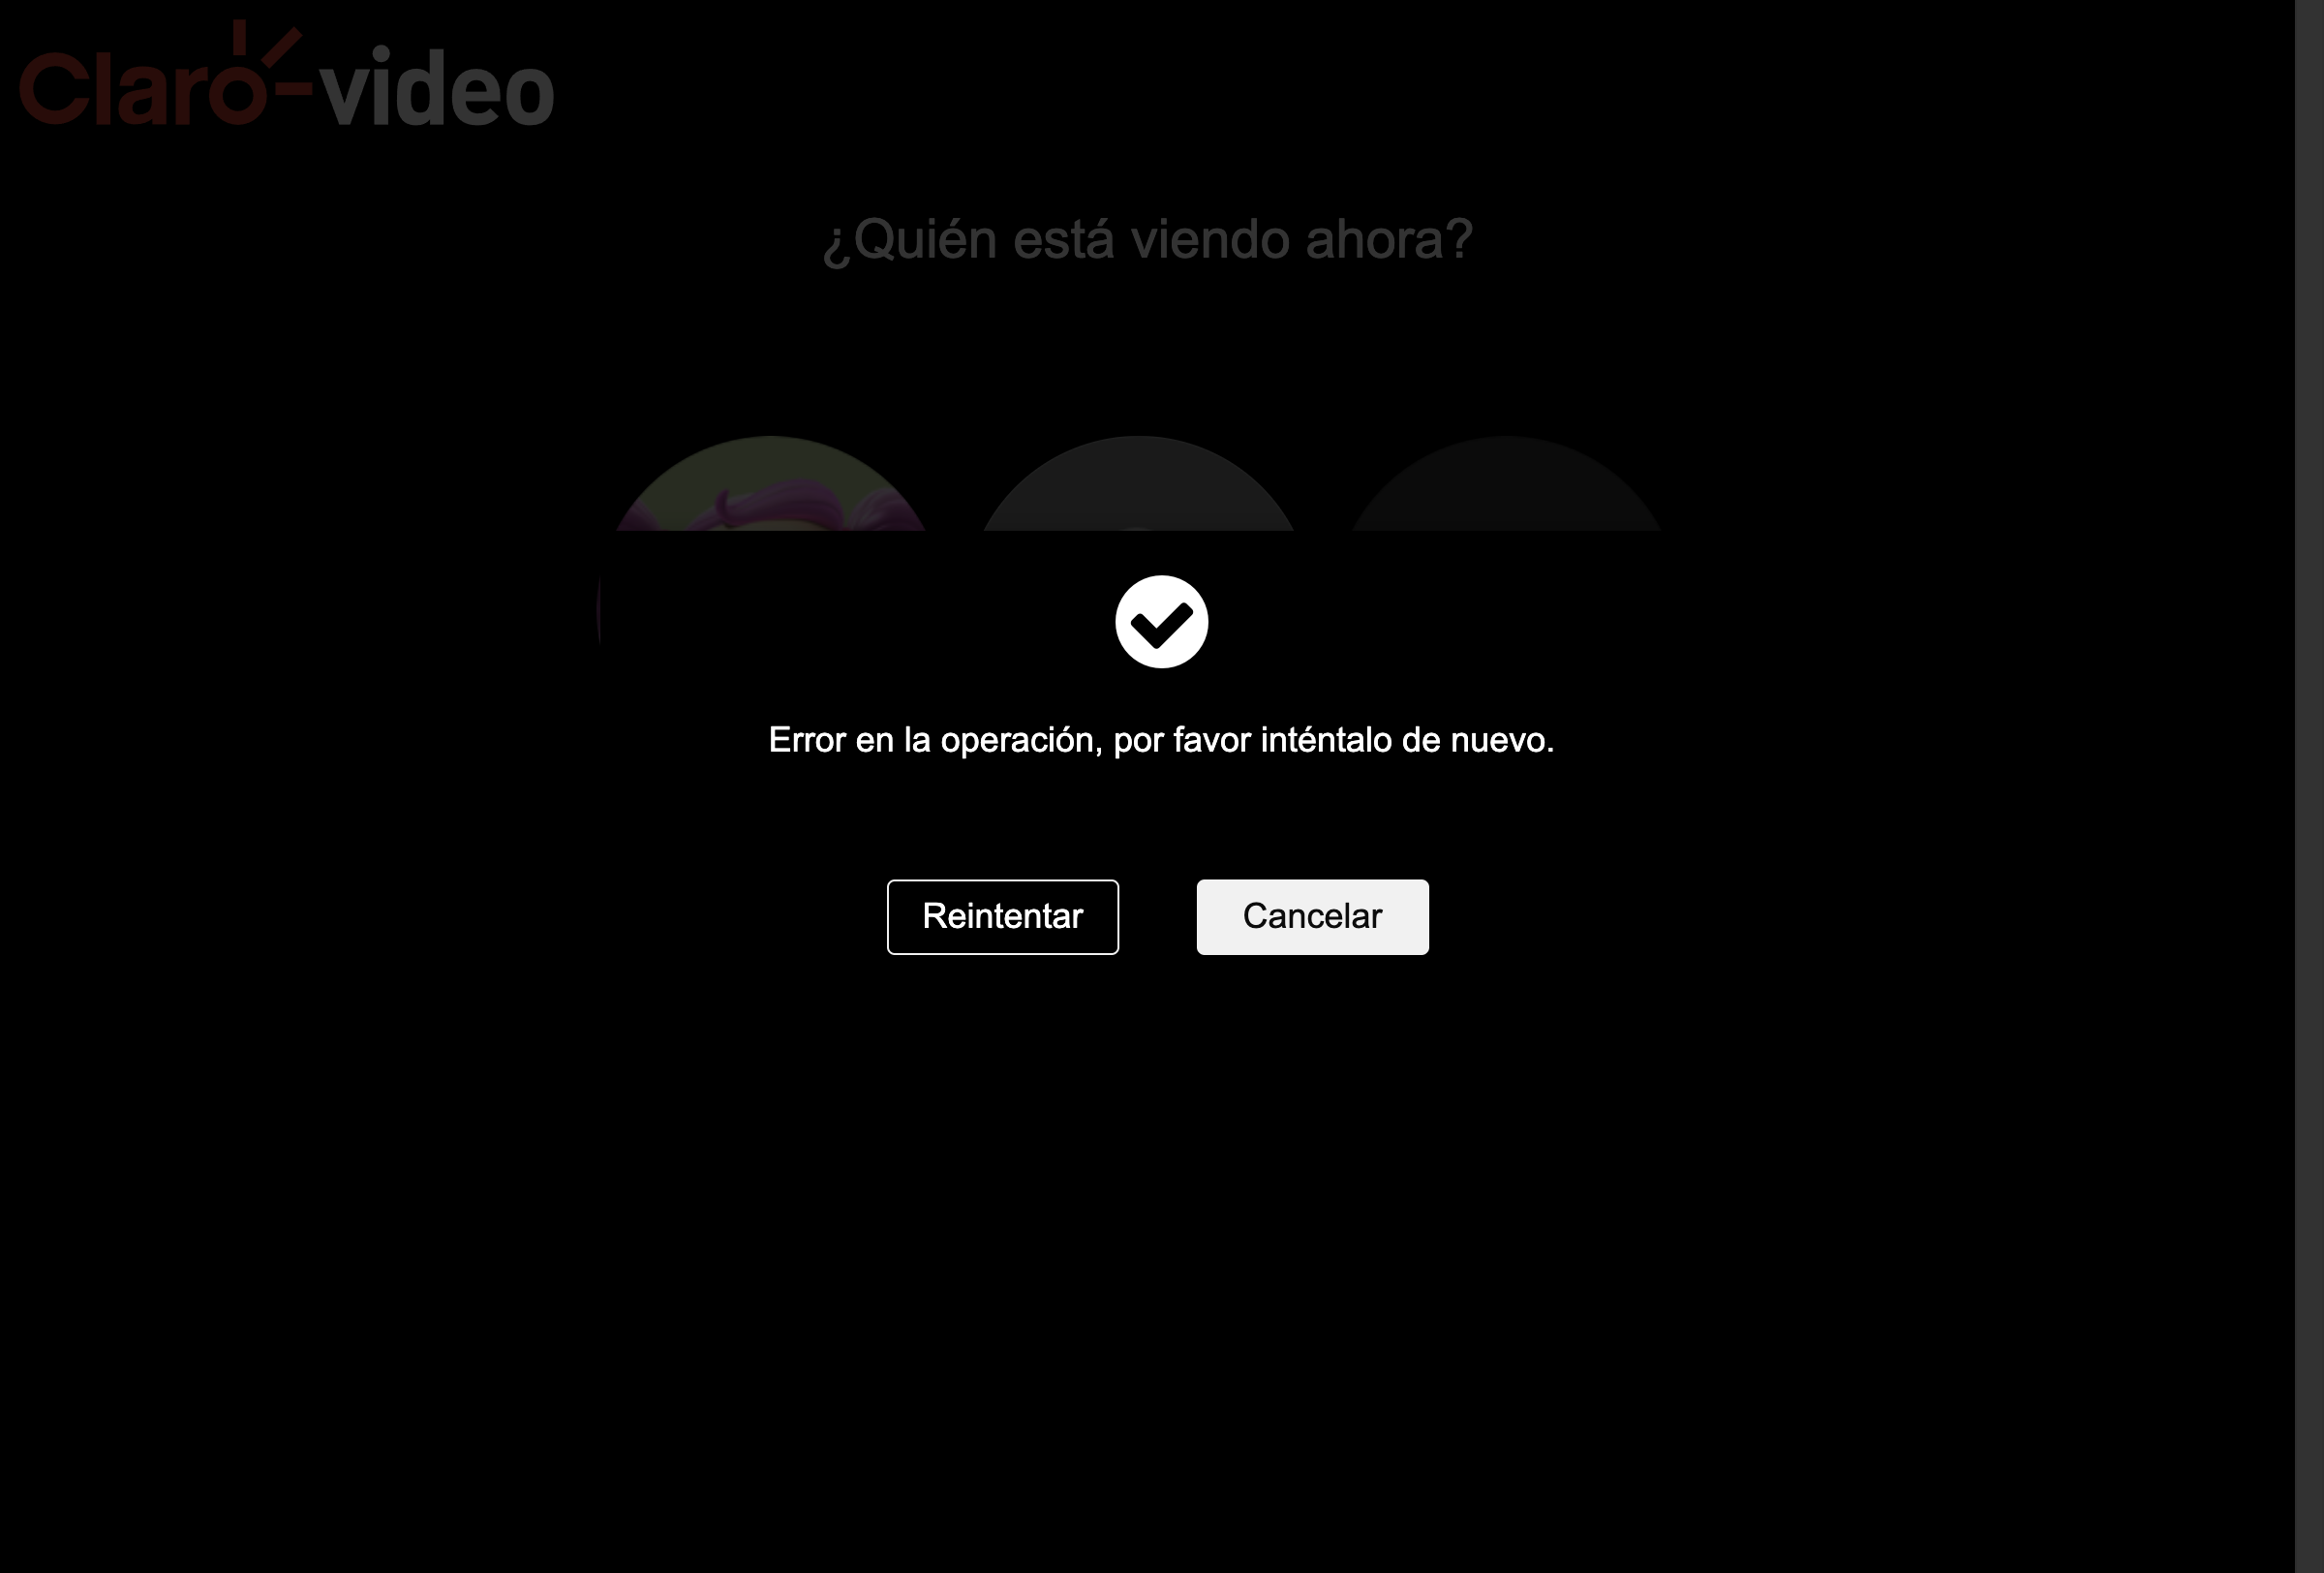 Claro-video
¿Quién está viendo ahora?
Error en la operación, por favor inténtalo de nuevo.
Reintentar
Cancelar